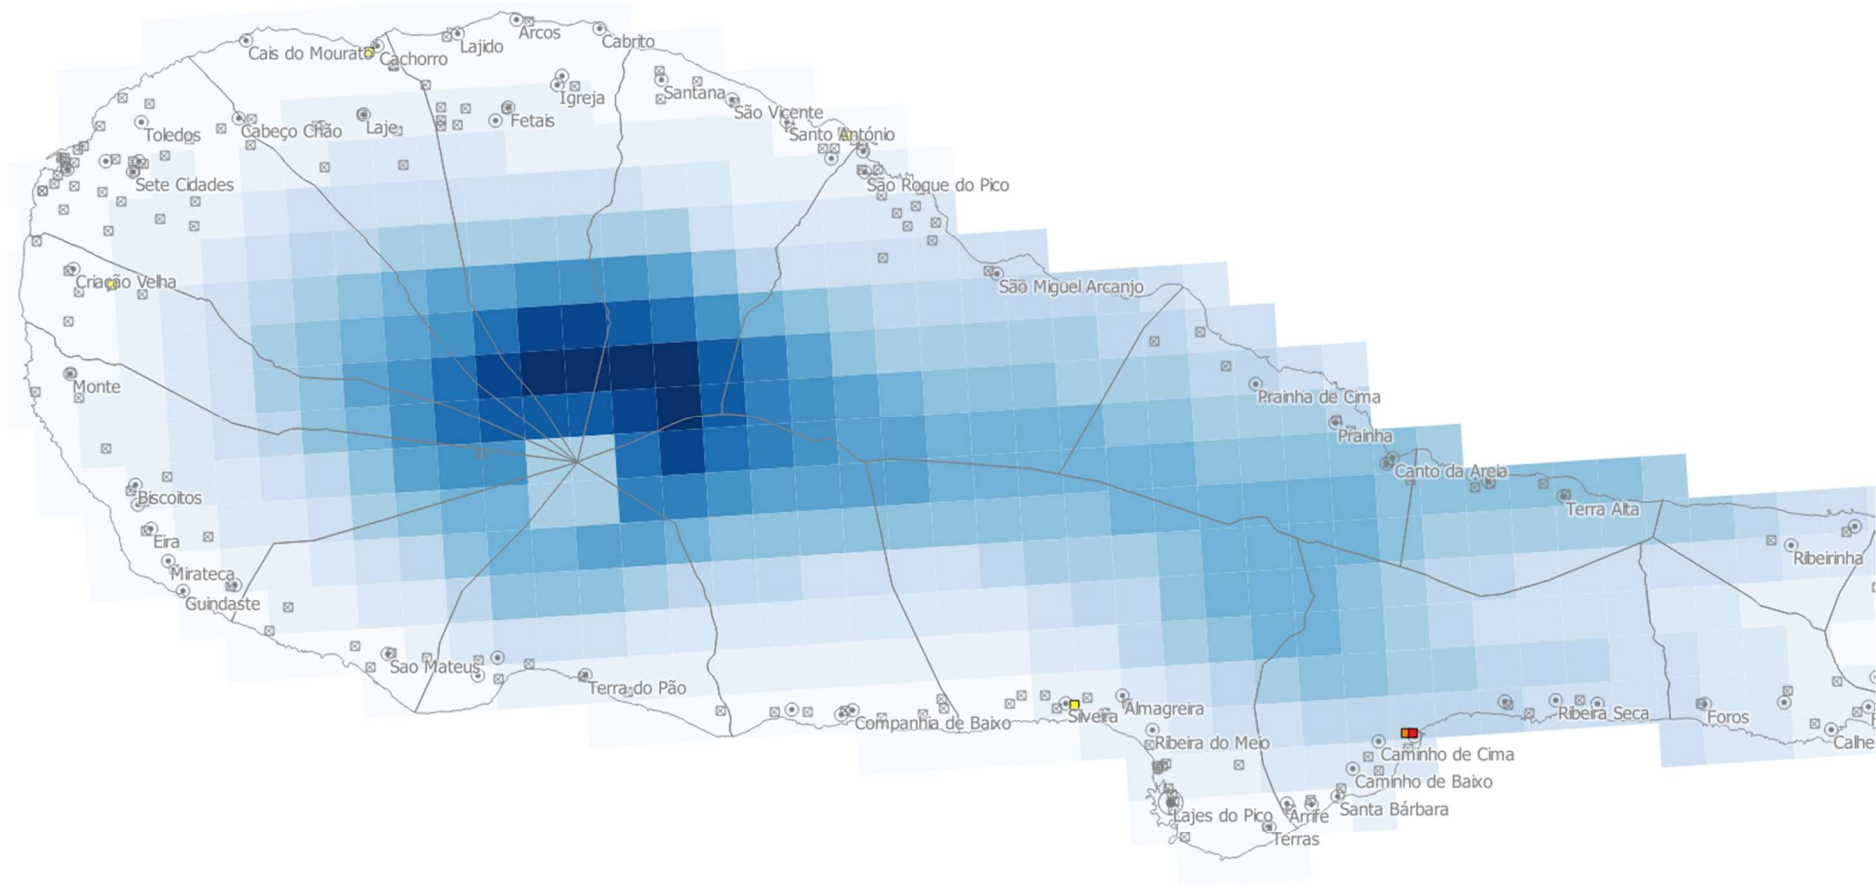 Arcos
Cabrito
Lajido
Cais do Mourato
Cachorro
Santana
Igreja
São Vicente
Fetais
Laje
Cabeço Chão
Toledos
Santo António
Sete Cidades
São Roque do Pico
Criação Velha
São Miguel Arcanjo
Monte
Prainha de Cima
Prainha
Canto da Areia
Biscoitos
Terra Alta
Eira
Ribeirinha
Mirateca
Guindaste
Sao Mateus
Terra do Pão
Almagreira
Silveira
Ribeira Seca
Foros
Companhia de Baixo
Ribeira do Meio
Calhe
Caminho de Cima
Caminho de Baixo
Santa Bárbara
Lajes do Pico
Arrife
Terras